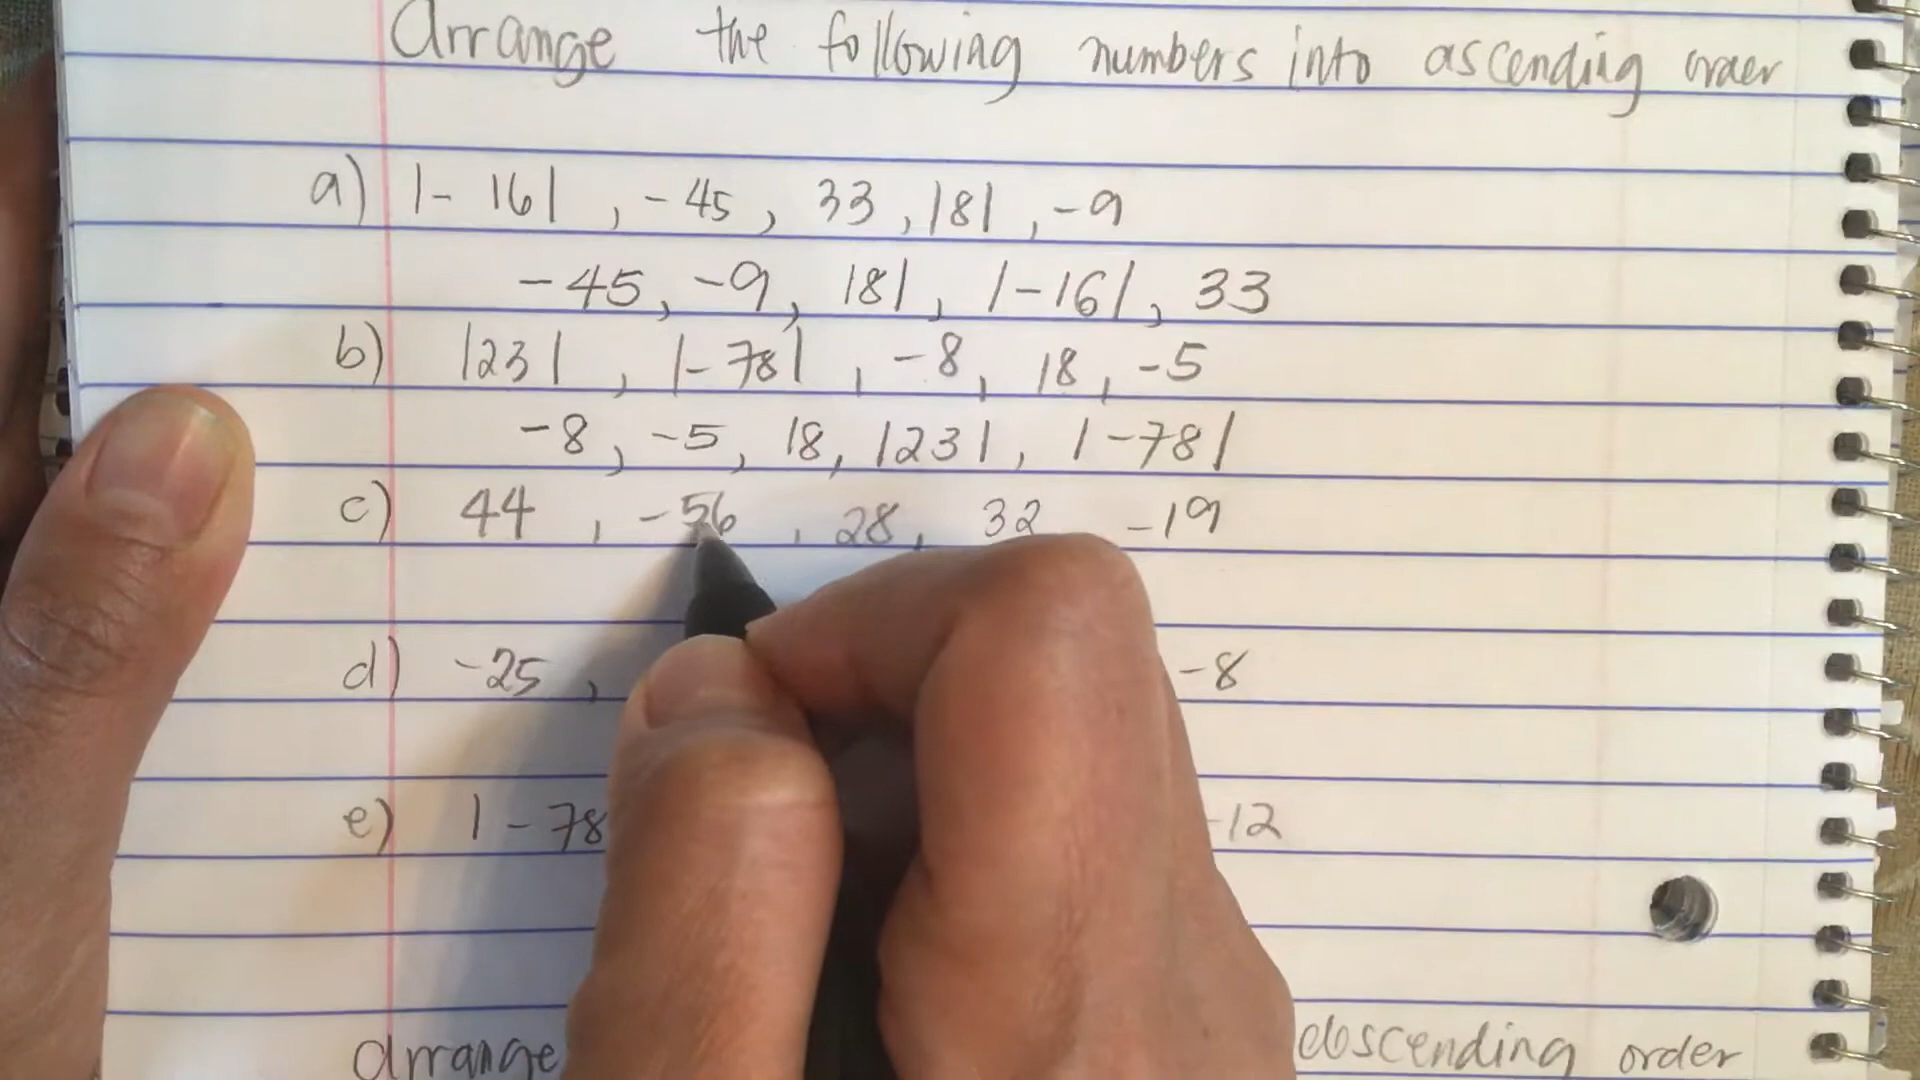 Arrange the following numbers into ascending order
a) |-16| , -45 , 33 , |8| , -9
-45, -9, |8|, |-16|, 33
b) |23| , |-78| , -8, 18, -5
-8, -5, 18, |23|, |-78|
c) 44 , -56 , 28, 32 -19
d) -25 , -8
e) |-78 -12
Arrange descending order